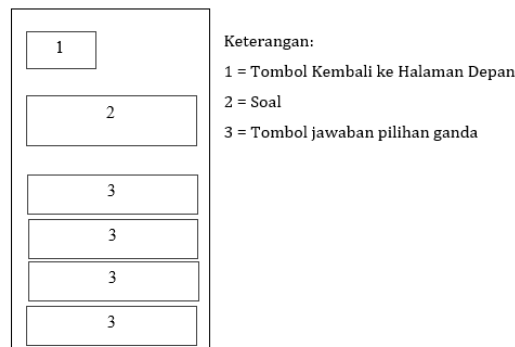 1
Keterangan:
1 = Tombol Kembali ke Halaman Depan
2
2 = Soal
3 = Tombol jawaban pilihan ganda
3
3
3
3